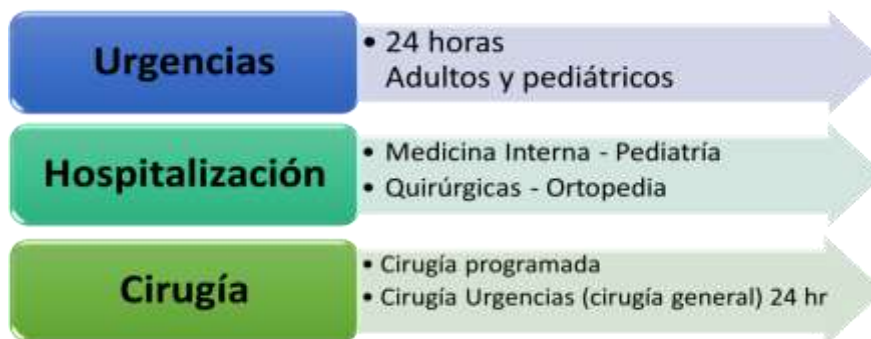 Urgencias
• 24 horas
Adultos y pediátricos
Hospitalización
• Medicina Interna - Pediatría
• Quirúrgicas - Ortopedia
Cirugía
• Cirugía programada
• Cirugía Urgencias (cirugía general) 24 hr